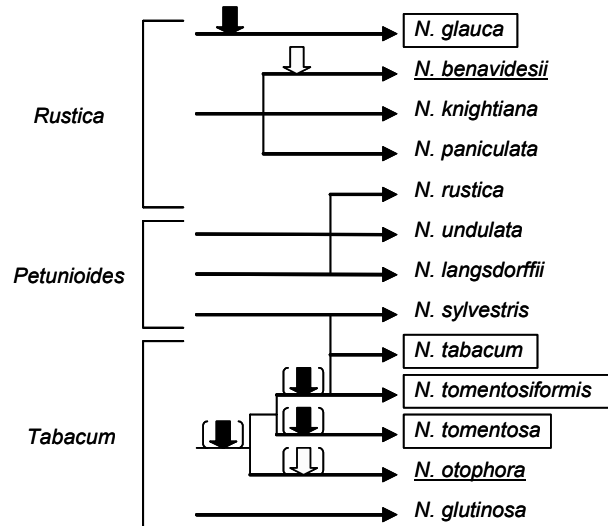 N. glauca
N. benavidesii
Rustica
N. knightiana
N. paniculata
N. rustica
N. undulata
Petunioides
N. langsdorffii
N. sylvestris
N. tabacum
N. tomentosiformis
Tabacum
N. tomentosa
N. otophora
N. glutinosa